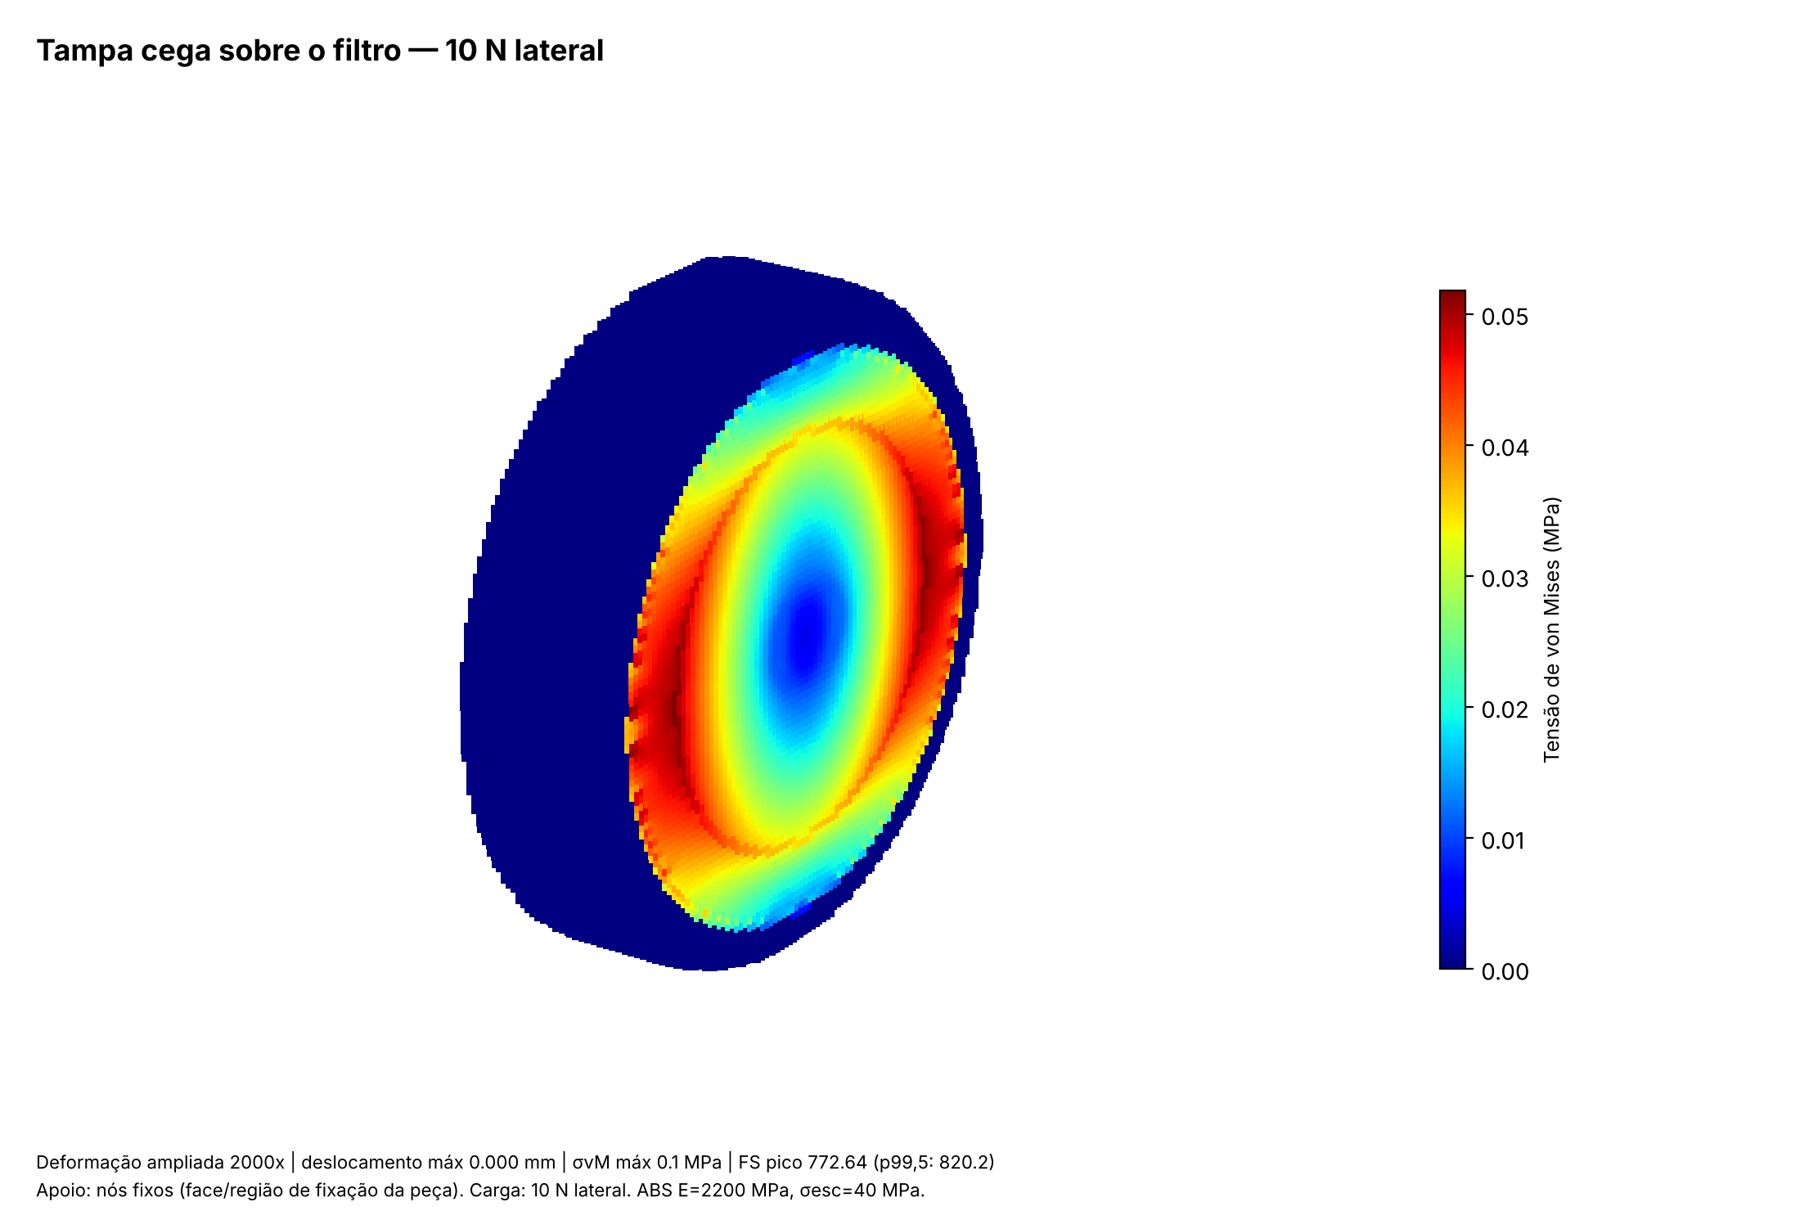 Tampa cega sobre o filtro — 10 N lateral
0.05
0.04
0.03
0.02
0.01
0.00
Tensão de von Mises (MPa)
Deformação ampliada 2000x | deslocamento máx 0.000 mm | σvM máx 0.1 MPa | FS pico 772.64 (p99,5: 820.2)
Apoio: nós fixos (face/região de fixação da peça). Carga: 10 N lateral. ABS E=2200 MPa, σesc=40 MPa.